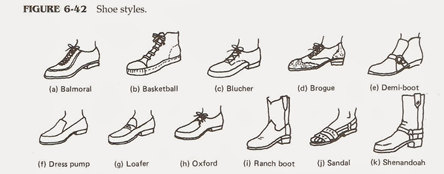 FIGURE 6-42 Shoe styles.
(a) Balmoral (b) Basketball (c) Blucher (d) Brogue (e) Demi-boot
(f) Dress pump (g) Loafer (h) Oxford (i) Ranch boot (j) Sandal (k) Shenandoah